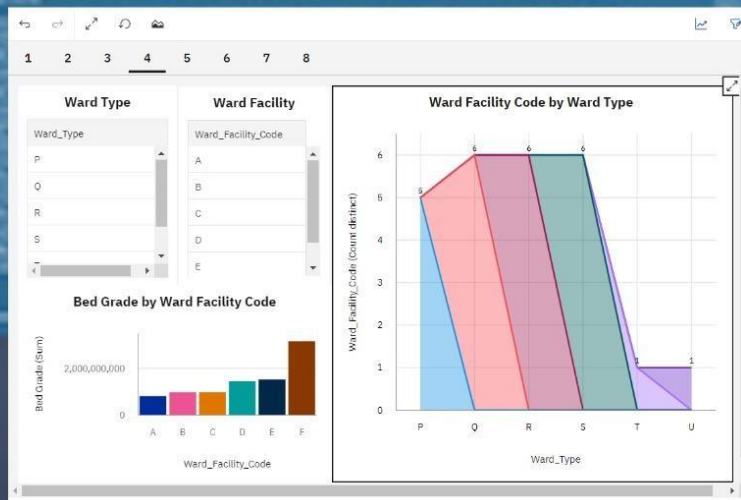 1 2 3 4 5 6 7 8
Ward Type
Ward_Type
P
Q
R
S
Ward Facility
Ward_Facility_Code
A
B
C
D
E
Bed Grade by Ward Facility Code
Bed Grade (Sum)
2,000,000,000
0
A B C D E F
Ward_Facility_Code
Ward Facility Code by Ward Type
Ward_Facility_Code (Count distinct)
6
5
4
3
2
1
0
5 6 6 6 1 1
P Q R S T U
Ward_Type